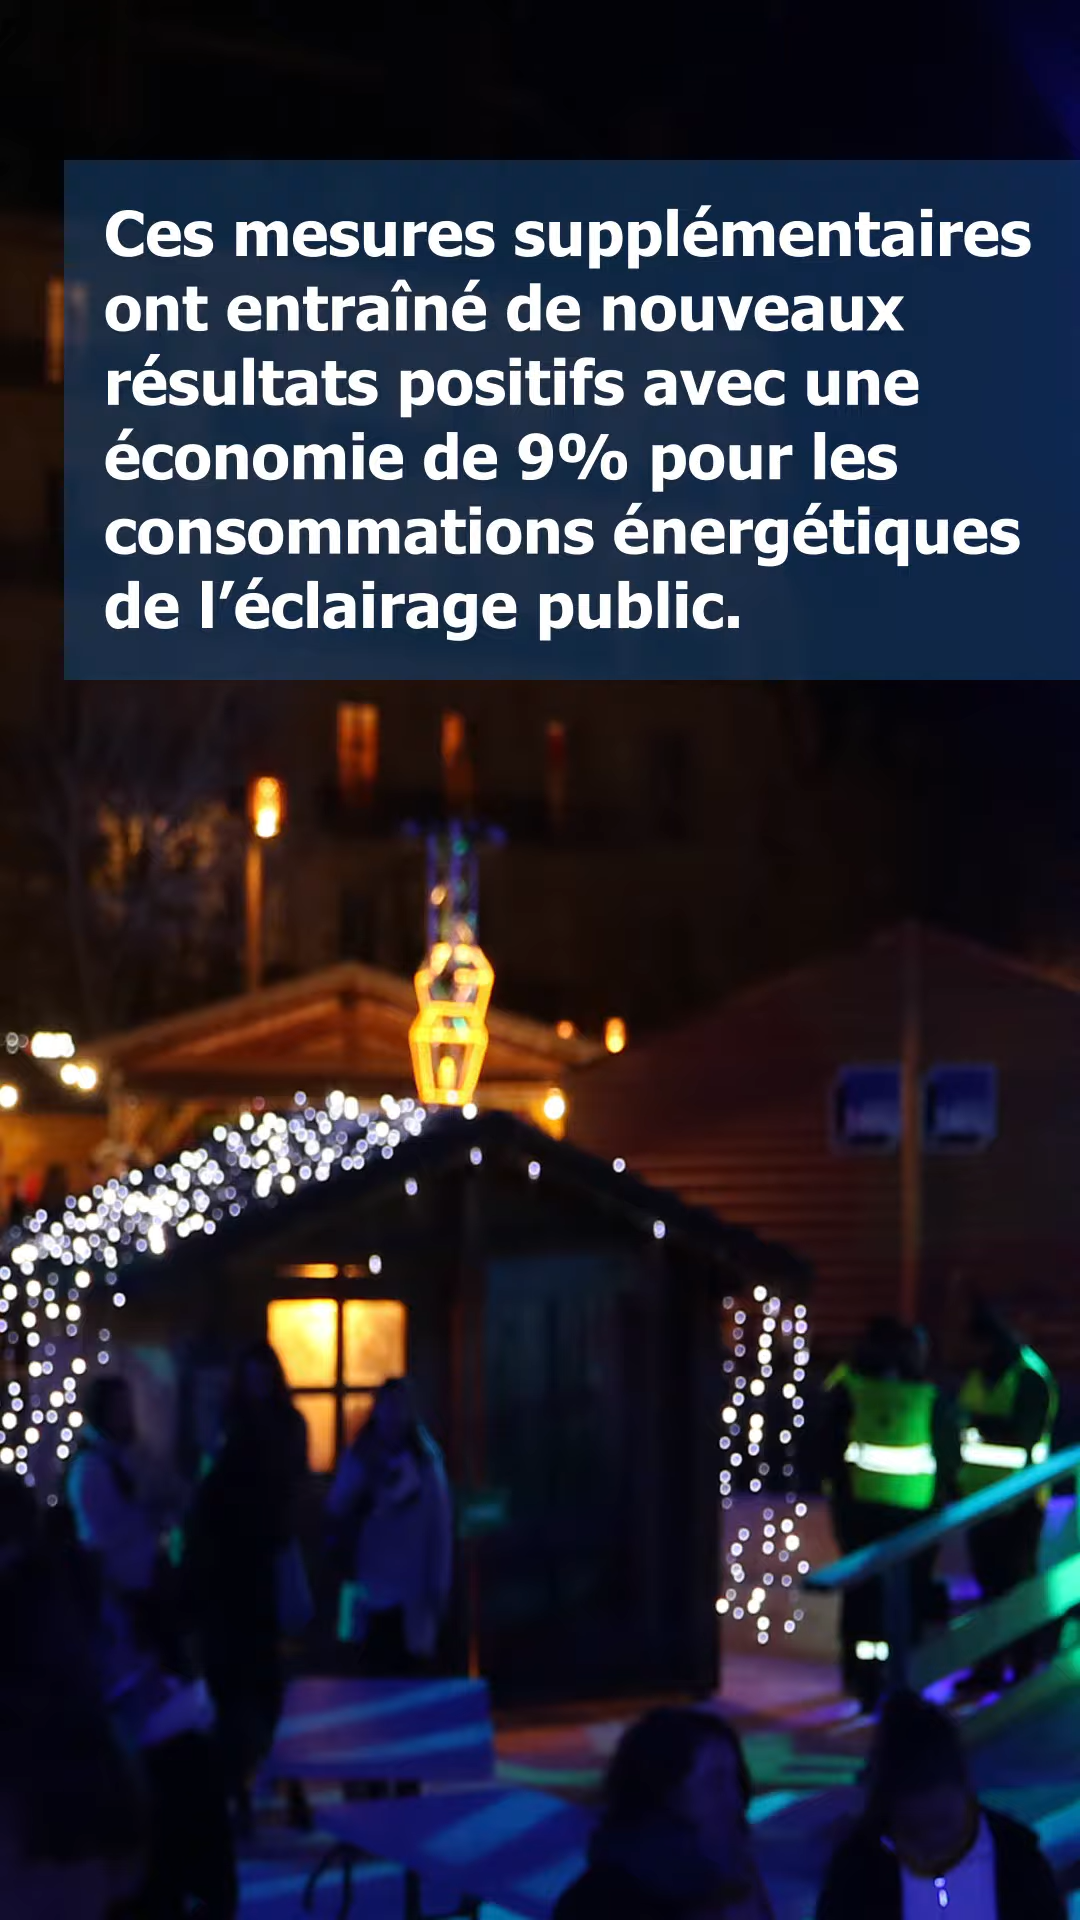 Ces mesures supplémentaires
ont entraîné de nouveaux
résultats positifs avec une
économie de 9% pour les
consommations énergétiques
de l’éclairage public.